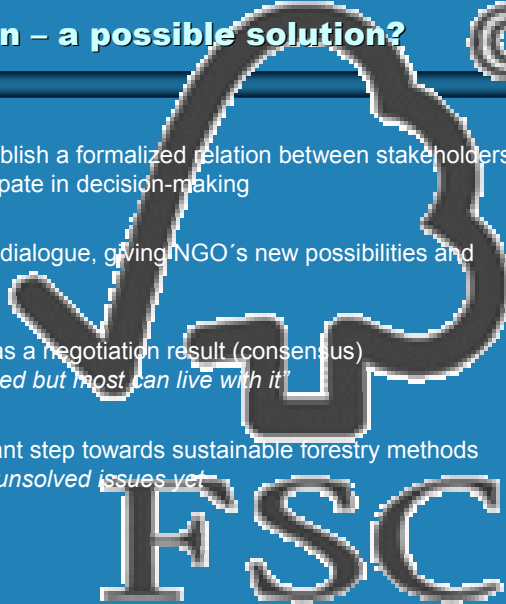 n – a possible solution?
blish a formalized relation between stakeholders
pate in decision-making
dialogue, giving NGO´s new possibilities and
as a negotiation result (consensus)
ed but most can live with it”
ant step towards sustainable forestry methods
unsolved issues yet
FSC